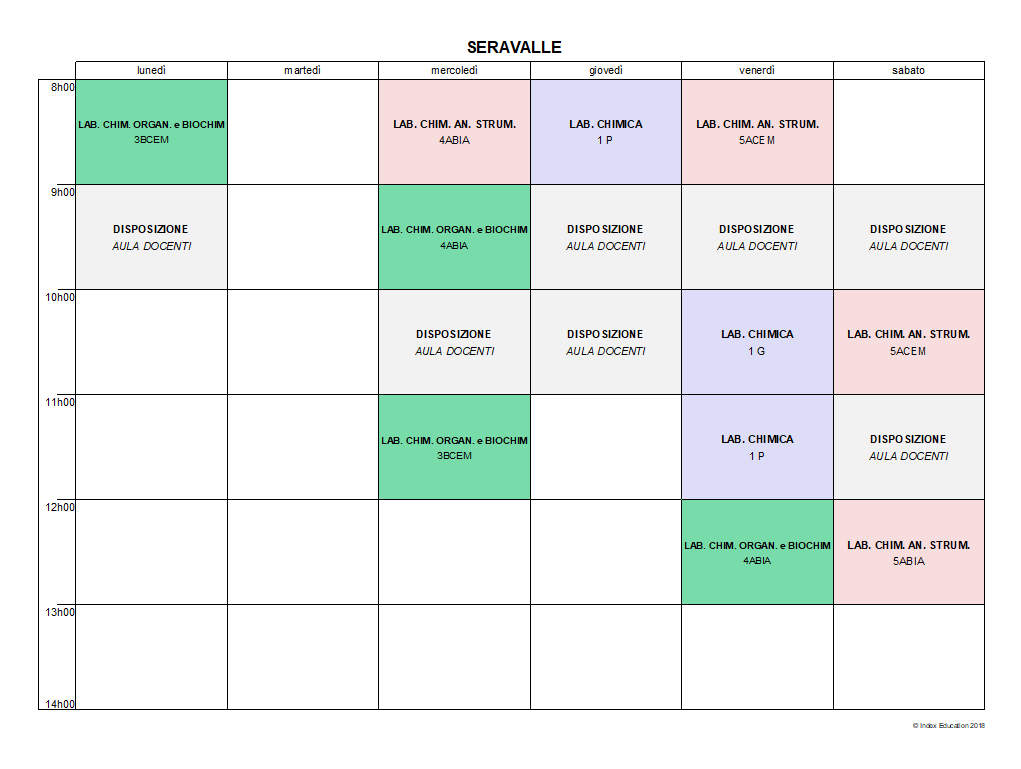 SERAVALLE
lunedì martedì mercoledì giovedì venerdì sabato
8h00
LAB. CHIM. ORGAN. e BIOCHIM
3BCEM
LAB. CHIM. AN. STRUM.
4ABIA
LAB. CHIMICA
1 P
LAB. CHIM. AN. STRUM.
5ACEM
9h00
DISPOSIZIONE
AULA DOCENTI
LAB. CHIM. ORGAN. e BIOCHIM
4ABIA
DISPOSIZIONE
AULA DOCENTI
DISPOSIZIONE
AULA DOCENTI
DISPOSIZIONE
AULA DOCENTI
10h00
DISPOSIZIONE
AULA DOCENTI
DISPOSIZIONE
AULA DOCENTI
LAB. CHIMICA
1 G
LAB. CHIM. AN. STRUM.
5ACEM
11h00
LAB. CHIM. ORGAN. e BIOCHIM
3BCEM
LAB. CHIMICA
1 P
DISPOSIZIONE
AULA DOCENTI
12h00
LAB. CHIM. ORGAN. e BIOCHIM
4ABIA
LAB. CHIM. AN. STRUM.
5ABIA
13h00
14h00
© Index Education 2018